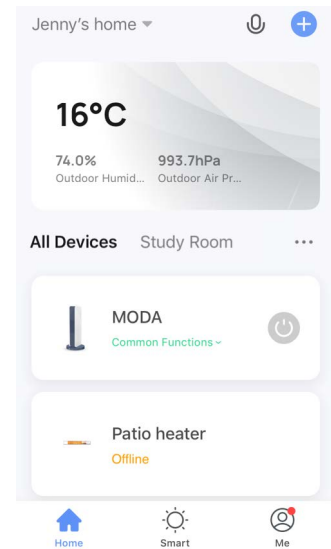 Jenny's home
16°C
74.0% 993.7hPa
Outdoor Humid... Outdoor Air Pr...
All Devices Study Room
MODA
Common Functions
Patio heater
Offline
Home Smart Me